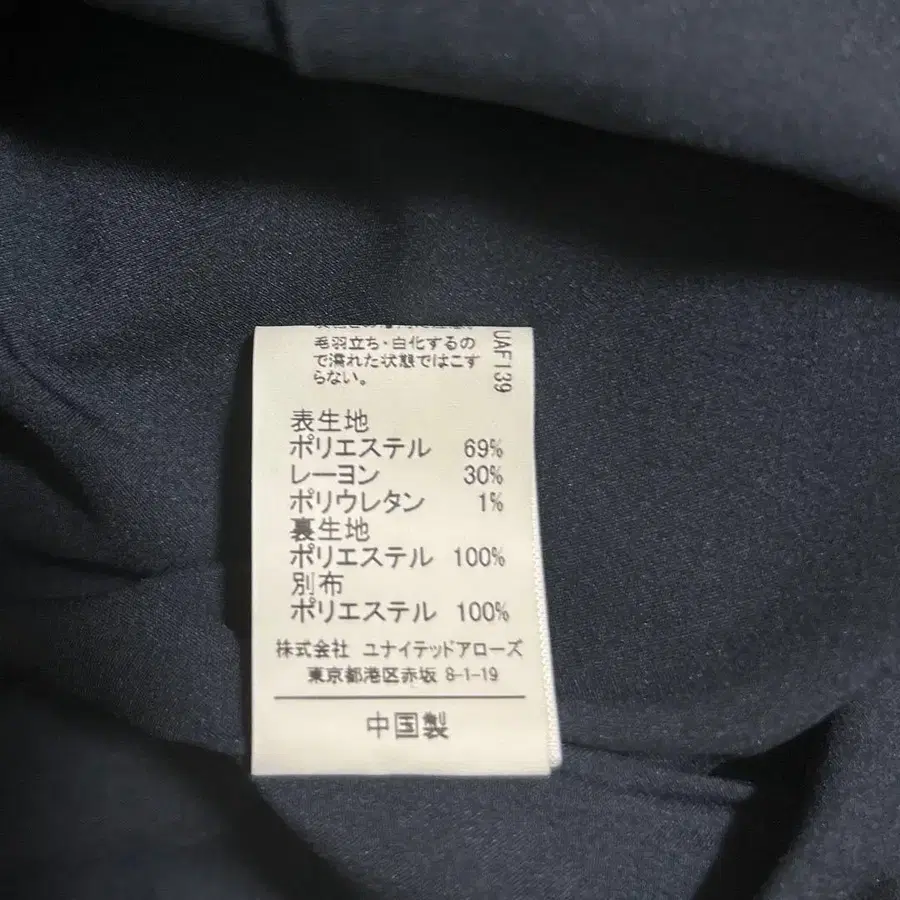 毛羽立ち・白化するの
で濡れた状態ではこす
らない。
UAF139
表生地
ポリエステル 69%
レーヨン 30%
ポリウレタン 1%
裏生地
ポリエステル 100%
別布
ポリエステル 100%
株式会社 ユナイテッドアローズ
東京都港区赤坂 8-1-19
中国製